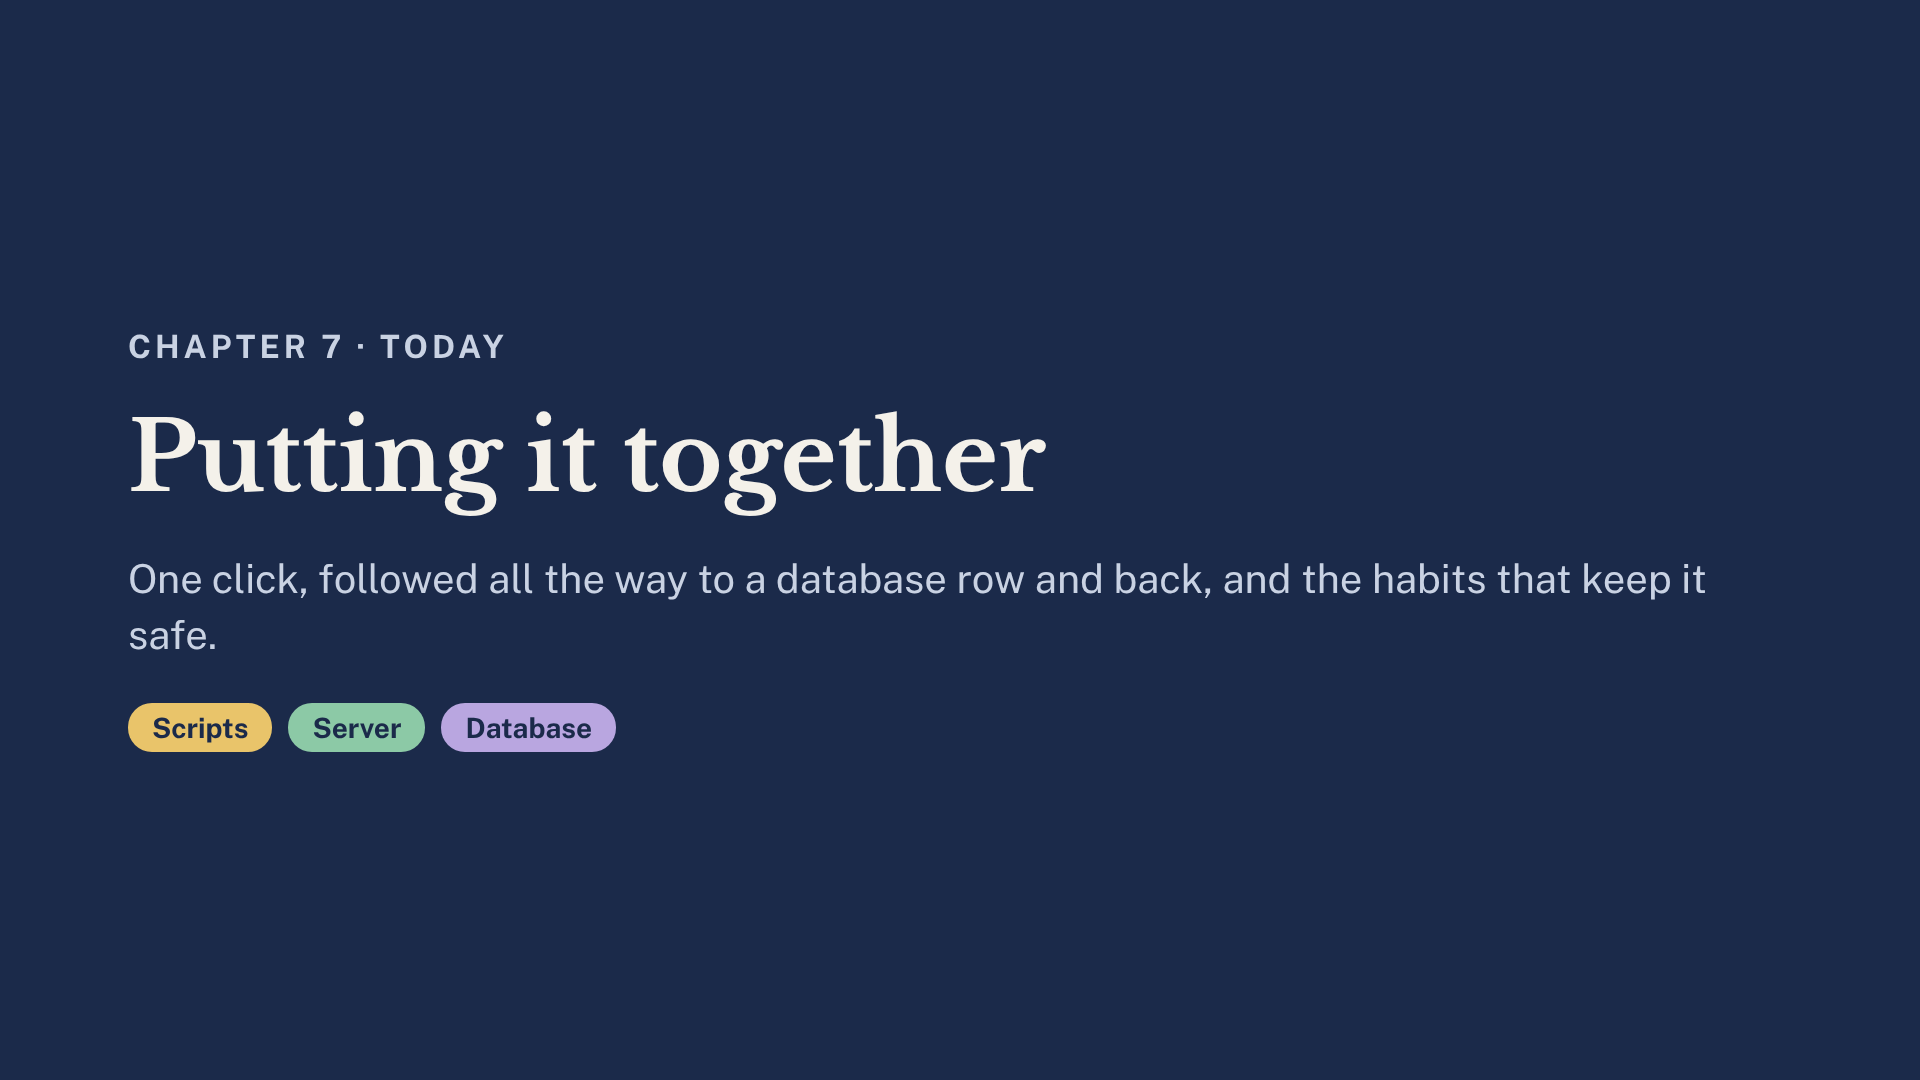 CHAPTER 7 · TODAY
Putting it together
One click, followed all the way to a database row and back, and the habits that keep it
safe.
Scripts Server Database